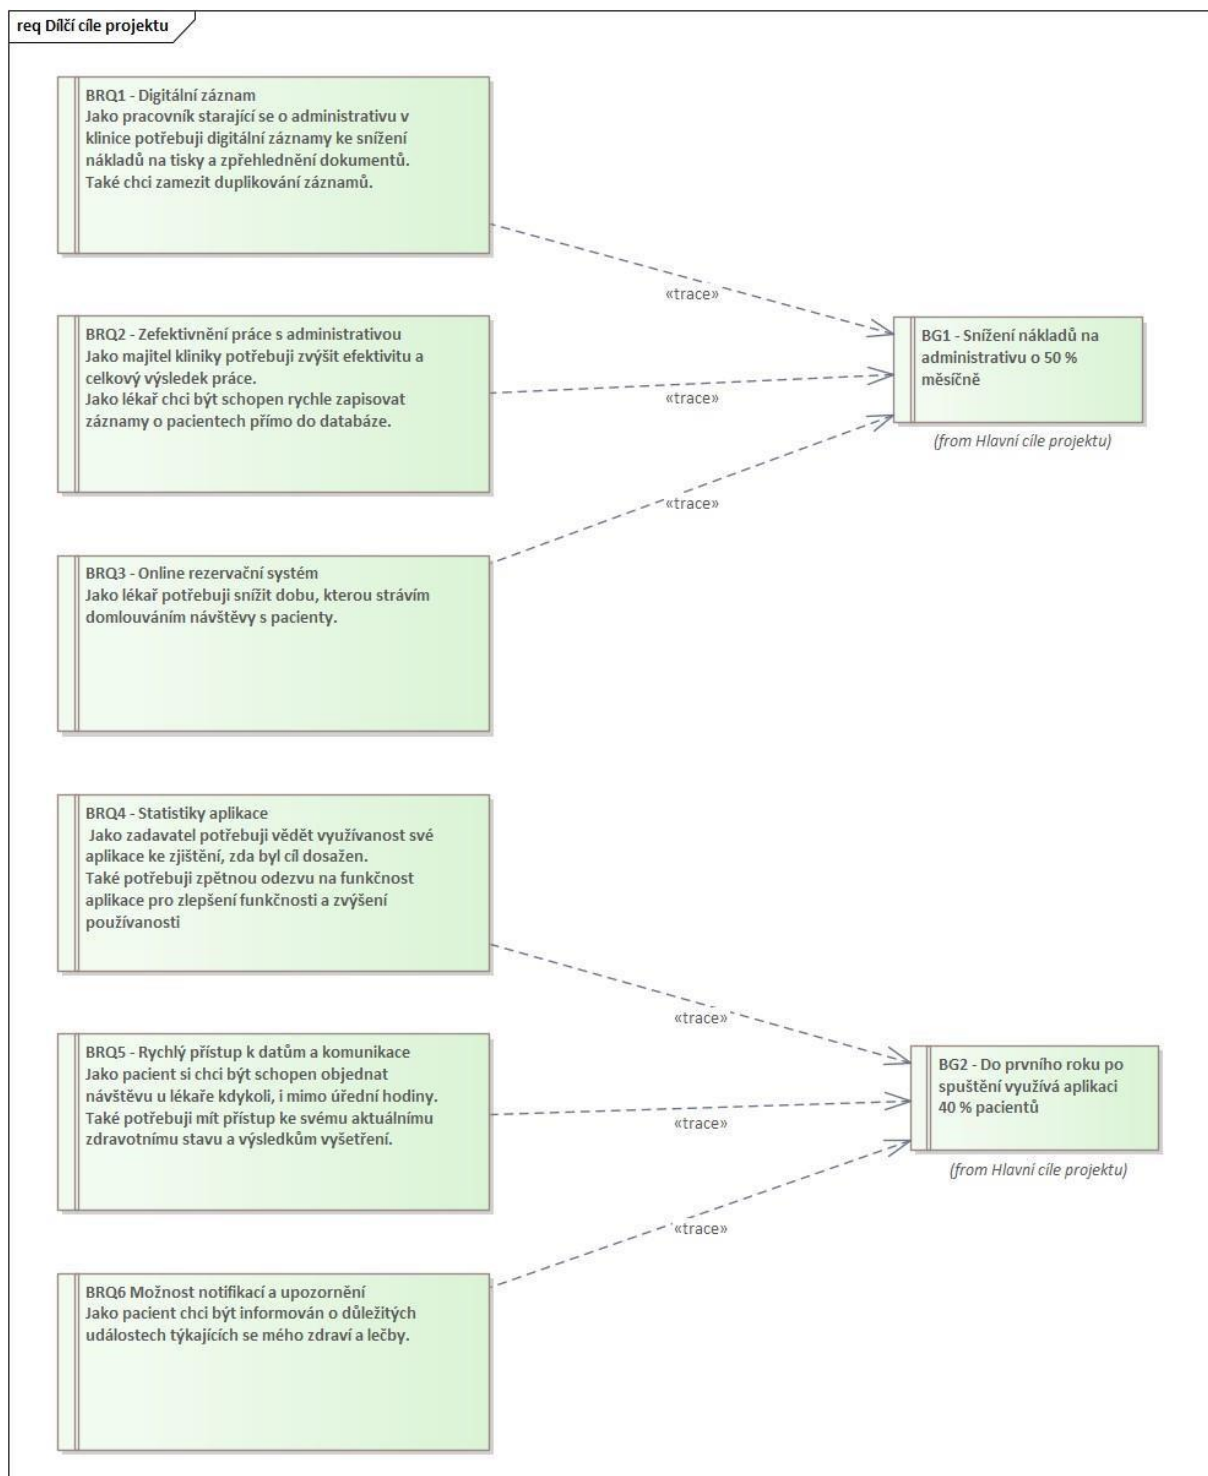 req Dílčí cíle projektu
BRQ1 - Digitální záznam
Jako pracovník starající se o administrativu v
klinice potřebuji digitální záznamy ke snížení
nákladů na tisky a zpřehlednění dokumentů.
Také chci zamezit duplikování záznamů.
«trace»
BRQ2 - Zefektivnění práce s administrativou
Jako majitel kliniky potřebuji zvýšit efektivitu a
celkový výsledek práce.
Jako lékař chci být schopen rychle zapisovat
záznamy o pacientech přímo do databáze.
«trace»
BG1 - Snížení nákladů na
administrativu o 50 %
měsíčně
(from Hlavní cíle projektu)
«trace»
BRQ3 - Online rezervační systém
Jako lékař potřebuji snížit dobu, kterou strávím
domlouváním návštěvy s pacienty.
BRQ4 - Statistiky aplikace
Jako zadavatel potřebuji vědět využívanost své
aplikace ke zjištění, zda byl cíl dosažen.
Také potřebuji zpětnou odezvu na funkčnost
aplikace pro zlepšení funkčnosti a zvýšení
používanosti
«trace»
BRQ5 - Rychlý přístup k datům a komunikace
Jako pacient si chci být schopen objednat
návštěvu u lékaře kdykoli, i mimo úřední hodiny.
Také potřebuji mít přístup ke svému aktuálnímu
zdravotnímu stavu a výsledkům vyšetření.
«trace»
BG2 - Do prvního roku po
spuštění využívá aplikaci
40 % pacientů
(from Hlavní cíle projektu)
«trace»
BRQ6 Možnost notifikací a upozornění
Jako pacient chci být informován o důležitých
událostech týkajících se mého zdraví a lečby.